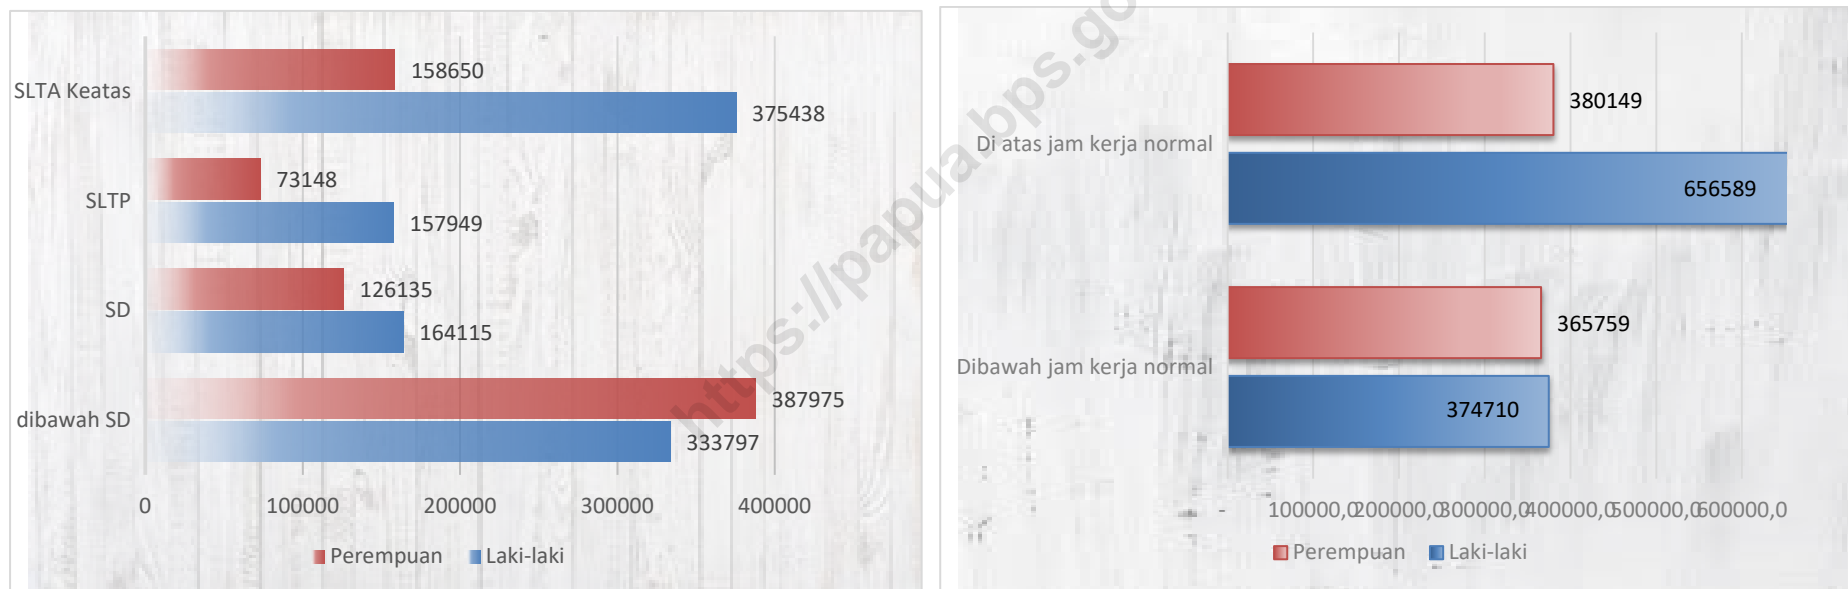 SLTA Keatas
158650
375438
SLTP
73148
157949
SD
126135
164115
dibawah SD
387975
333797
0 100000 200000 300000 400000
Perempuan Laki-laki
Di atas jam kerja normal
380149
656589
Dibawah jam kerja normal
365759
374710
- 100000,0 200000,0 300000,0 400000,0 500000,0 600000,0
Perempuan Laki-laki
https://papua.bps.go